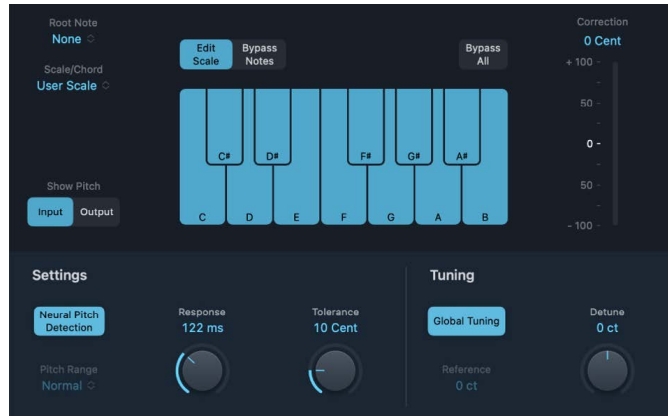 Root Note
None
Scale/Chord
User Scale
Show Pitch
Input Output
Edit Scale
Bypass Notes
Bypass All
C# D# F# G# A#
C D E F G A B
Correction
0 Cent
+ 100 -
50 -
0 -
50 -
- 100 -
Settings
Neural Pitch Detection
Pitch Range
Normal
Response
122 ms
Tolerance
10 Cent
Tuning
Global Tuning
Reference
0 ct
Detune
0 ct